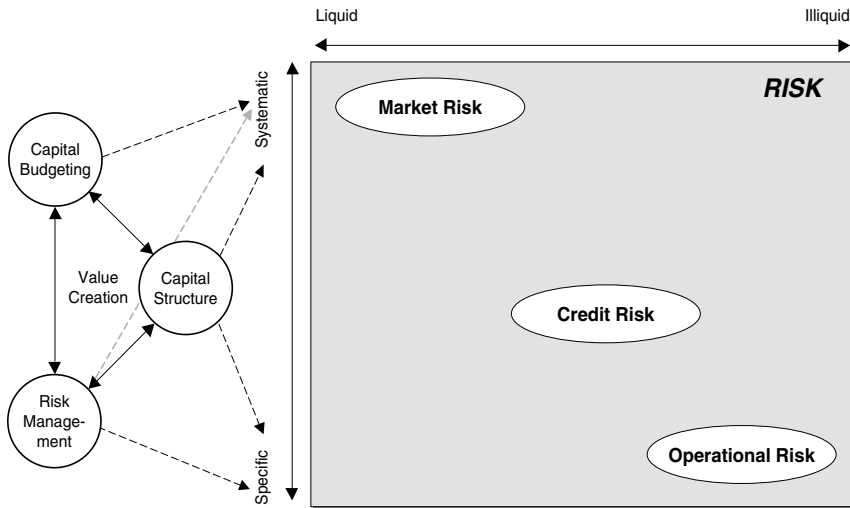 Liquid
Illiquid
Systematic
RISK
Market Risk
Capital
Budgeting
Value
Creation
Capital
Structure
Credit Risk
Risk
Manage-
ment
Specific
Operational Risk